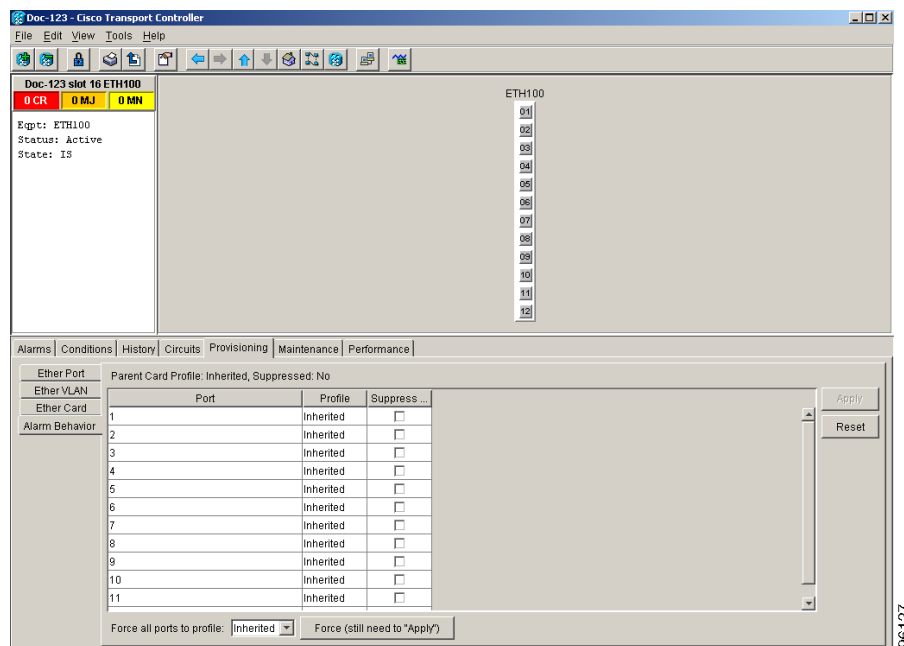 Doc-123 - Cisco Transport Controller
File Edit View Tools Help
Doc-123 slot 16 ETH100
0 CR 0 MJ 0 MN
Eqpt: ETH100
Status: Active
State: IS
ETH100
01
02
03
04
05
06
07
08
09
10
11
12
Alarms Conditions History Circuits Provisioning Maintenance Performance
Ether Port
Ether VLAN
Ether Card
Alarm Behavior
Parent Card Profile: Inherited, Suppressed: No
Port Profile Suppress ...
1 Inherited
2 Inherited
3 Inherited
4 Inherited
5 Inherited
6 Inherited
7 Inherited
8 Inherited
9 Inherited
10 Inherited
11 Inherited
Apply
Reset
Force all ports to profile: Inherited Force (still need to "Apply")
96127